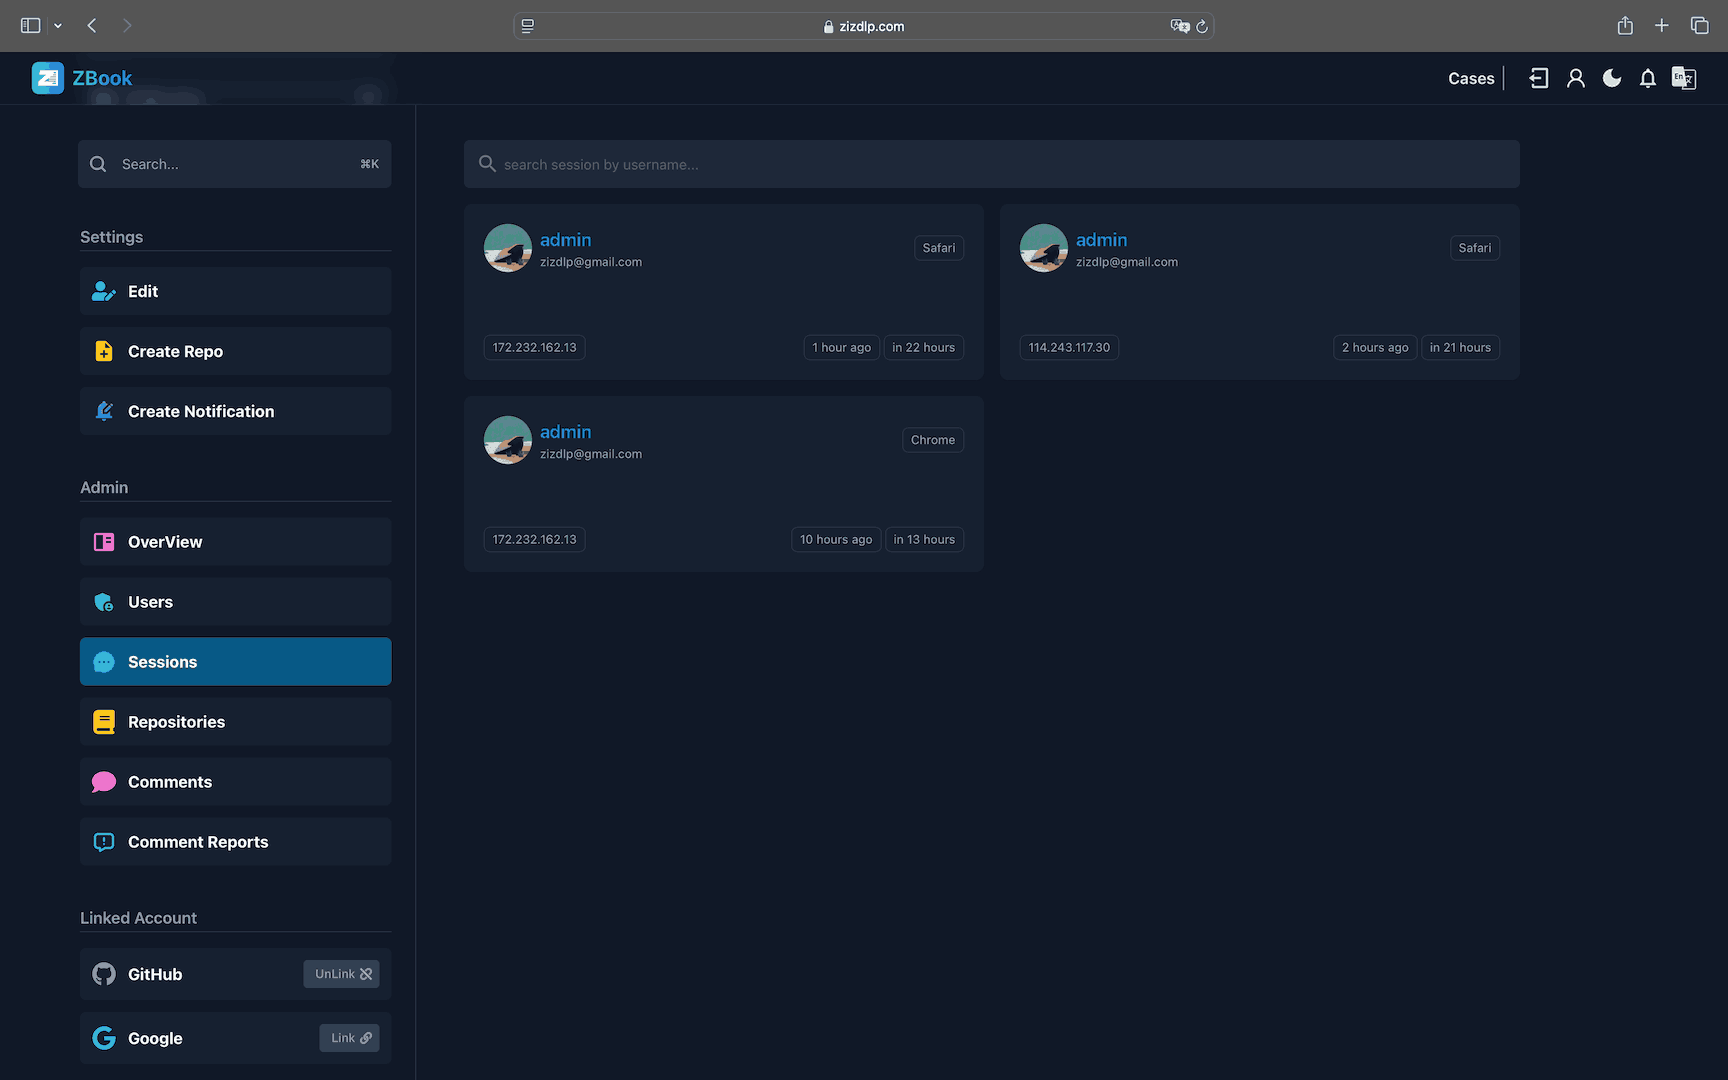 zizdlp.com
ZBook
Cases
Search...
⌘K
Settings
Edit
Create Repo
Create Notification
Admin
OverView
Users
Sessions
Repositories
Comments
Comment Reports
Linked Account
GitHub
UnLink
Google
Link
search session by username...
admin
zizdlp@gmail.com
Safari
172.232.162.13
1 hour ago
in 22 hours
admin
zizdlp@gmail.com
Safari
114.243.117.30
2 hours ago
in 21 hours
admin
zizdlp@gmail.com
Chrome
172.232.162.13
10 hours ago
in 13 hours